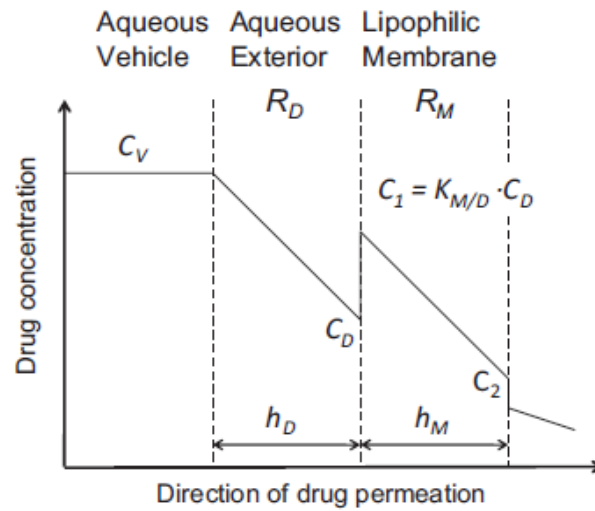 Aqueous Aqueous Lipophilic
Vehicle Exterior Membrane
R_D R_M
C_V
C_1 = K_{M/D} · C_D
C_D
C_2
h_D h_M
Drug concentration
Direction of drug permeation